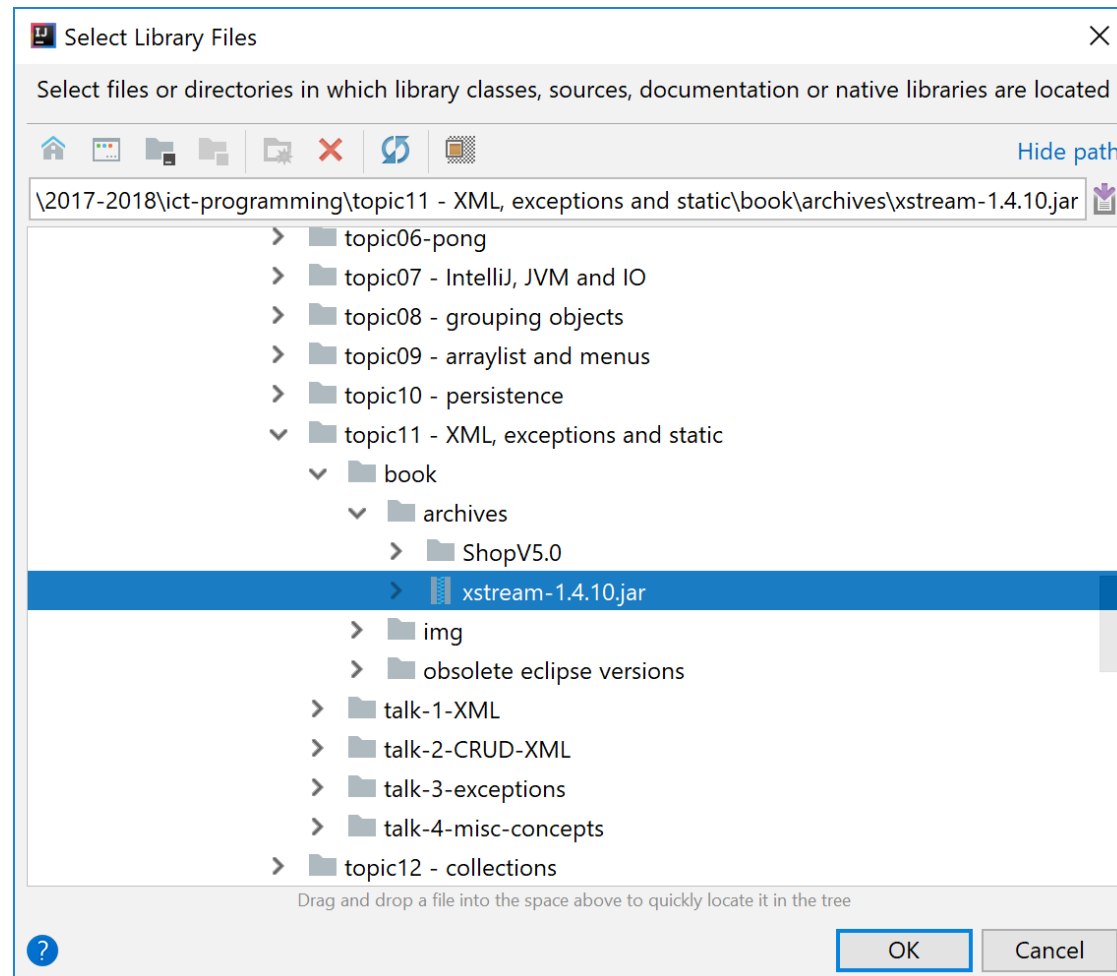 Select Library Files
Select files or directories in which library classes, sources, documentation or native libraries are located
Hide path
\2017-2018\ict-programming\topic11 - XML, exceptions and static\book\archives\xstream-1.4.10.jar
topic06-pong
topic07 - IntelliJ, JVM and IO
topic08 - grouping objects
topic09 - arraylist and menus
topic10 - persistence
topic11 - XML, exceptions and static
book
archives
ShopV5.0
xstream-1.4.10.jar
img
obsolete eclipse versions
talk-1-XML
talk-2-CRUD-XML
talk-3-exceptions
talk-4-misc-concepts
topic12 - collections
Drag and drop a file into the space above to quickly locate it in the tree
? OK Cancel